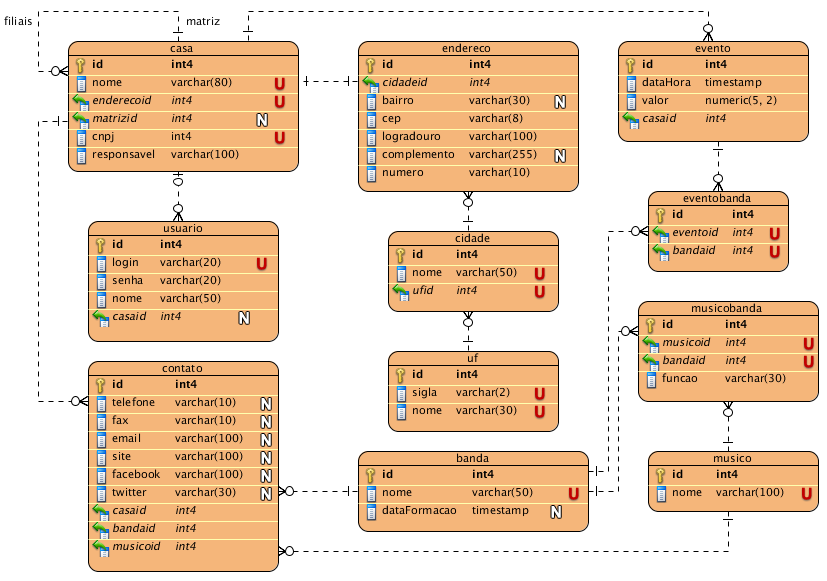 filiais
matriz
casa
id int4
nome varchar(80) U
enderecoid int4 U
matrizid int4 N
cnpj int4 U
responsavel varchar(100)
endereco
id int4
cidadeid int4
bairro varchar(30) N
cep varchar(8)
logradouro varchar(100)
complemento varchar(255) N
numero varchar(10)
evento
id int4
dataHora timestamp
valor numeric(5, 2)
casaid int4
usuario
id int4
login varchar(20) U
senha varchar(20)
nome varchar(50)
casaid int4 N
cidade
id int4
nome varchar(50) U
ufid int4 U
eventobanda
id int4
eventoid int4 U
bandaid int4 U
musicobanda
id int4
musicoid int4 U
bandaid int4 U
funcao varchar(30)
contato
id int4
telefone varchar(10) N
fax varchar(10) N
email varchar(100) N
site varchar(100) N
facebook varchar(100) N
twitter varchar(30) N
casaid int4
bandaid int4
musicoid int4
uf
id int4
sigla varchar(2) U
nome varchar(30) U
banda
id int4
nome varchar(50) U
dataFormacao timestamp N
musico
id int4
nome varchar(100) U